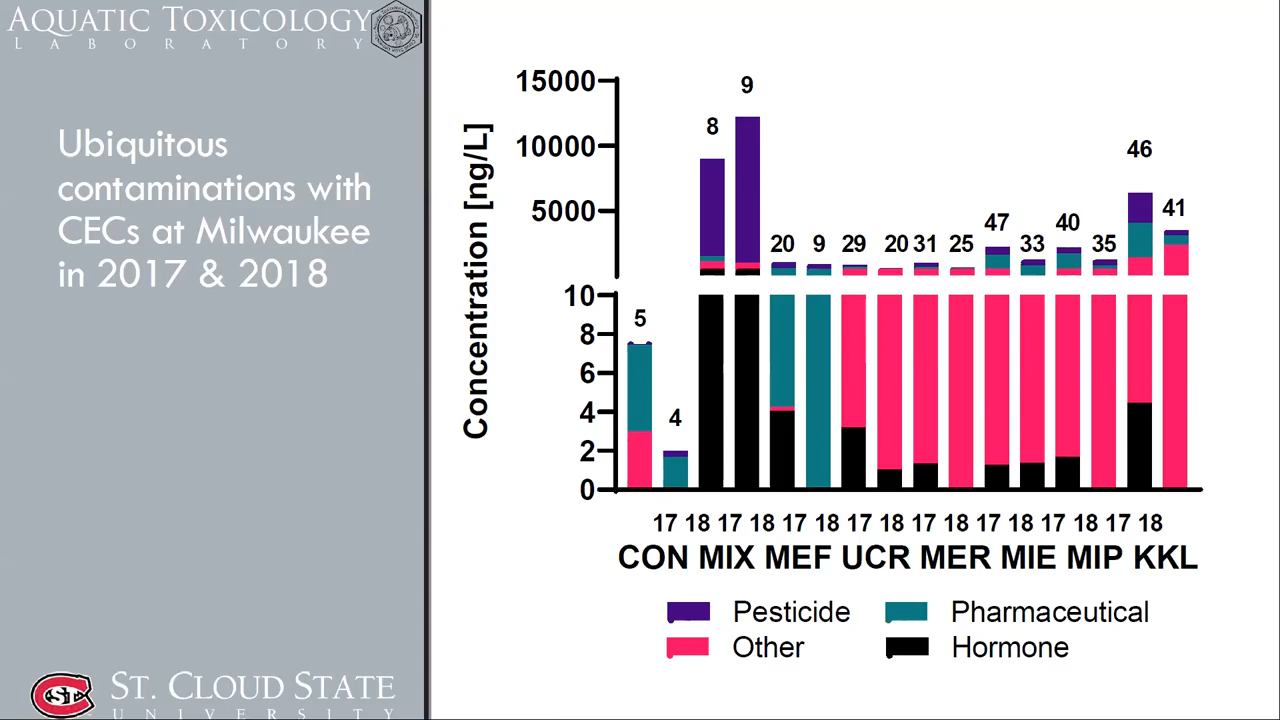 AQUATIC TOXICOLOGY
LABORATORY
Ubiquitous
contaminations with
CECs at Milwaukee
in 2017 & 2018
Concentration [ng/L]
15000
10000
5000
10
8
6
4
2
0
5
4
8
9
20
9
29
20
31
25
47
33
40
35
46
41
17 18 17 18 17 18 17 18 17 18 17 18 17 18 17 18
CON MIX MEF UCR MER MIE MIP KKL
Pesticide Pharmaceutical
Other Hormone
ST. CLOUD STATE
UNIVERSITY